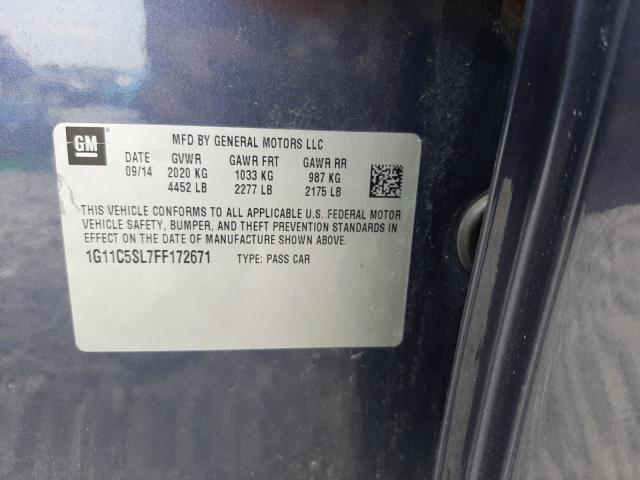 GM
MFD BY GENERAL MOTORS LLC
DATE GVWR GAWR FRT GAWR RR
09/14 2020 KG 1033 KG 987 KG
4452 LB 2277 LB 2175 LB
THIS VEHICLE CONFORMS TO ALL APPLICABLE U.S. FEDERAL MOTOR
VEHICLE SAFETY, BUMPER, AND THEFT PREVENTION STANDARDS IN
EFFECT ON THE DATE OF MANUFACTURE SHOWN ABOVE.
1G11C5SL7FF172671 TYPE: PASS CAR